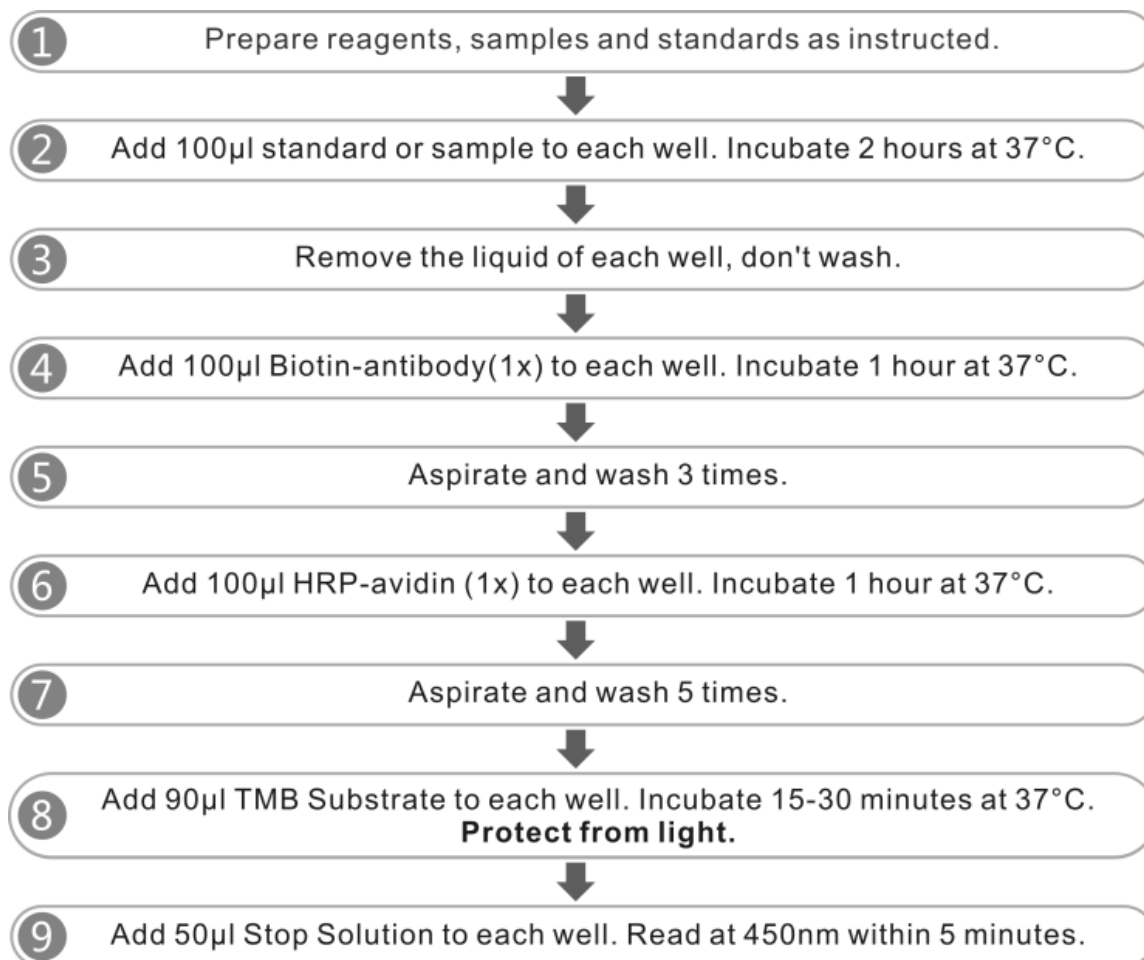 1 Prepare reagents, samples and standards as instructed.
2 Add 100μl standard or sample to each well. Incubate 2 hours at 37°C.
3 Remove the liquid of each well, don't wash.
4 Add 100μl Biotin-antibody(1x) to each well. Incubate 1 hour at 37°C.
5 Aspirate and wash 3 times.
6 Add 100μl HRP-avidin (1x) to each well. Incubate 1 hour at 37°C.
7 Aspirate and wash 5 times.
8 Add 90μl TMB Substrate to each well. Incubate 15-30 minutes at 37°C.
Protect from light.
9 Add 50μl Stop Solution to each well. Read at 450nm within 5 minutes.